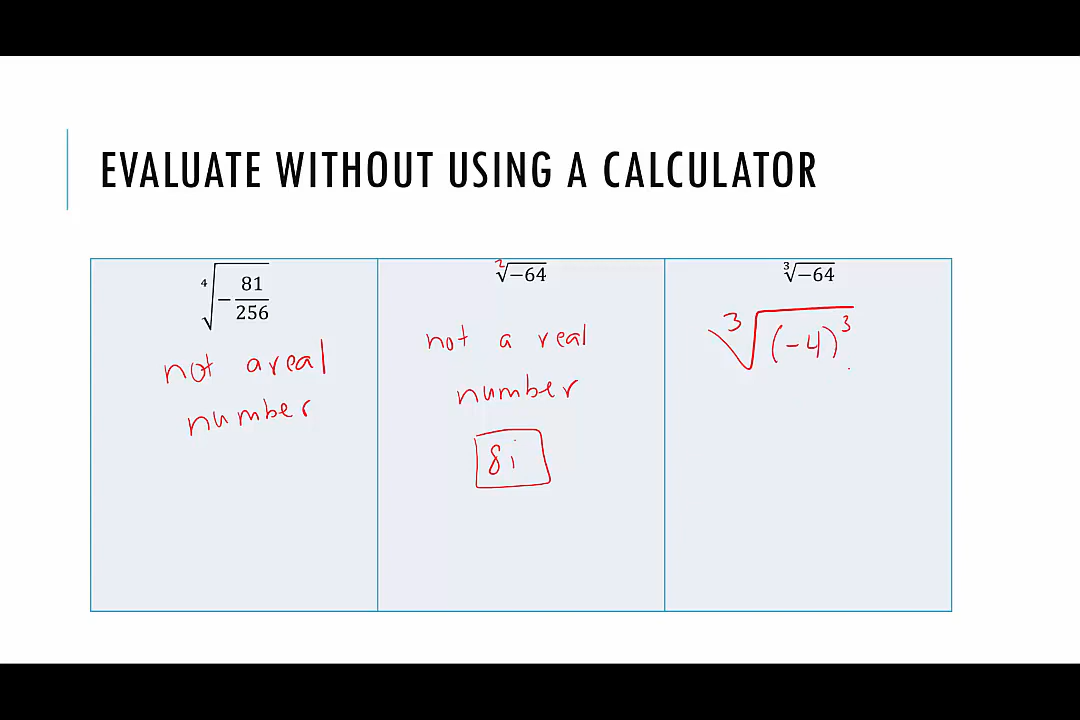 EVALUATE WITHOUT USING A CALCULATOR
⁴√(−81/256)
not a real
number
²√−64
not a real
number
8i
³√−64
³√(−4)³